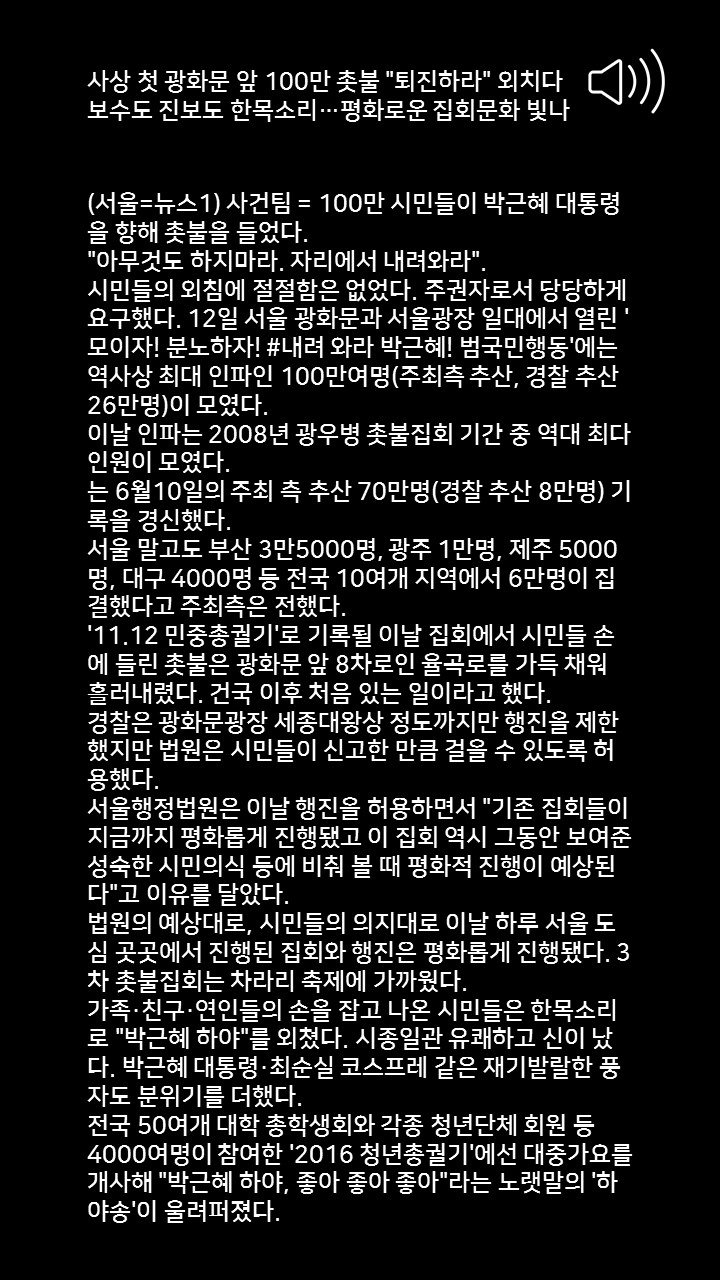 사상 첫 광화문 앞 100만 촛불 "퇴진하라" 외치다
보수도 진보도 한목소리…평화로운 집회문화 빛나
(서울=뉴스1) 사건팀 = 100만 시민들이 박근혜 대통령
을 향해 촛불을 들었다.
"아무것도 하지마라. 자리에서 내려와라".
시민들의 외침에 절절함은 없었다. 주권자로서 당당하게
요구했다. 12일 서울 광화문과 서울광장 일대에서 열린 '
모이자! 분노하자! #내려 와라 박근혜! 범국민행동'에는
역사상 최대 인파인 100만여명(주최측 추산, 경찰 추산
26만명)이 모였다.
이날 인파는 2008년 광우병 촛불집회 기간 중 역대 최다
인원이 모였다.
는 6월10일의 주최 측 추산 70만명(경찰 추산 8만명) 기
록을 경신했다.
서울 말고도 부산 3만5000명, 광주 1만명, 제주 5000
명, 대구 4000명 등 전국 10여개 지역에서 6만명이 집
결했다고 주최측은 전했다.
'11.12 민중총궐기'로 기록될 이날 집회에서 시민들 손
에 들린 촛불은 광화문 앞 8차로인 율곡로를 가득 채워
흘러내렸다. 건국 이후 처음 있는 일이라고 했다.
경찰은 광화문광장 세종대왕상 정도까지만 행진을 제한
했지만 법원은 시민들이 신고한 만큼 걸을 수 있도록 허
용했다.
서울행정법원은 이날 행진을 허용하면서 "기존 집회들이
지금까지 평화롭게 진행됐고 이 집회 역시 그동안 보여준
성숙한 시민의식 등에 비춰 볼 때 평화적 진행이 예상된
다"고 이유를 달았다.
법원의 예상대로, 시민들의 의지대로 이날 하루 서울 도
심 곳곳에서 진행된 집회와 행진은 평화롭게 진행됐다. 3
차 촛불집회는 차라리 축제에 가까웠다.
가족·친구·연인들의 손을 잡고 나온 시민들은 한목소리
로 "박근혜 하야"를 외쳤다. 시종일관 유쾌하고 신이 났
다. 박근혜 대통령·최순실 코스프레 같은 재기발랄한 풍
자도 분위기를 더했다.
전국 50여개 대학 총학생회와 각종 청년단체 회원 등
4000여명이 참여한 '2016 청년총궐기'에선 대중가요를
개사해 "박근혜 하야, 좋아 좋아 좋아"라는 노랫말의 '하
야송'이 울려퍼졌다.